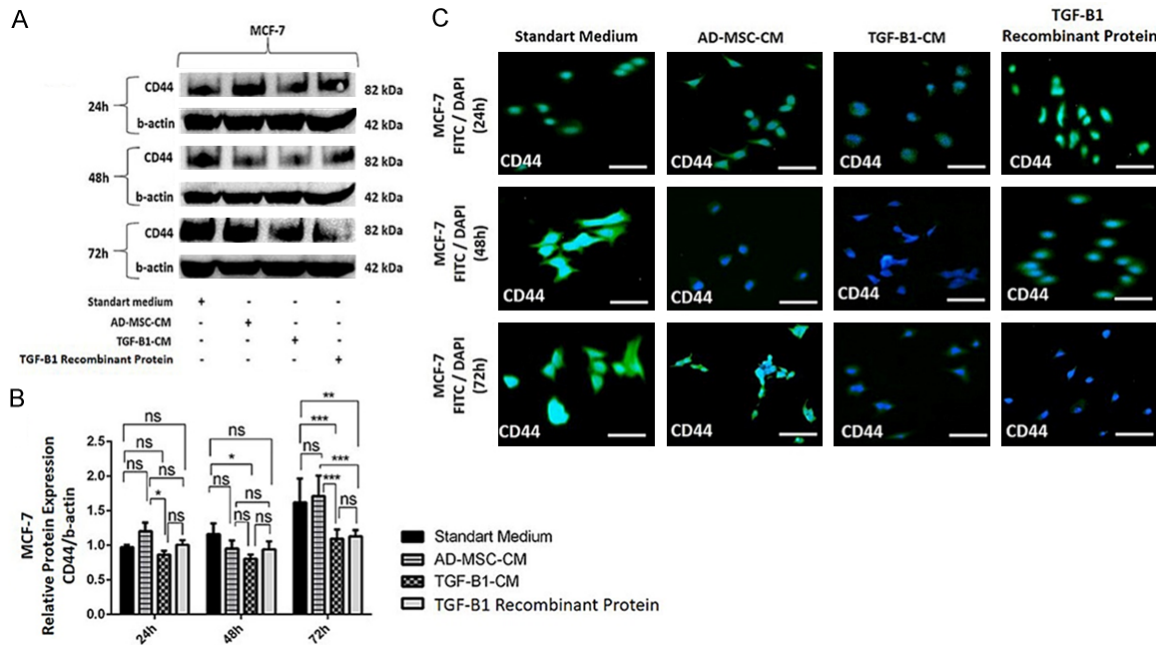 A
MCF-7
24h
CD44
82 kDa
b-actin
42 kDa
48h
CD44
82 kDa
b-actin
42 kDa
72h
CD44
82 kDa
b-actin
42 kDa
Standart medium + - - -
AD-MSC-CM - + - -
TGF-B1-CM - - + -
TGF-B1 Recombinant Protein - - - +
B
MCF-7
Relative Protein Expression
CD44/b-actin
2.5
2.0
1.5
1.0
0.5
0.0
ns
ns
ns
ns
*
ns
ns
*
ns
ns
ns
ns
**
***
ns
***
***
ns
24h
48h
72h
Standart Medium
AD-MSC-CM
TGF-B1-CM
TGF-B1 Recombinant Protein
C
Standart Medium
AD-MSC-CM
TGF-B1-CM
TGF-B1
Recombinant Protein
MCF-7
FITC / DAPI
(24h)
CD44
CD44
CD44
CD44
MCF-7
FITC / DAPI
(48h)
CD44
CD44
CD44
CD44
MCF-7
FITC / DAPI
(72h)
CD44
CD44
CD44
CD44